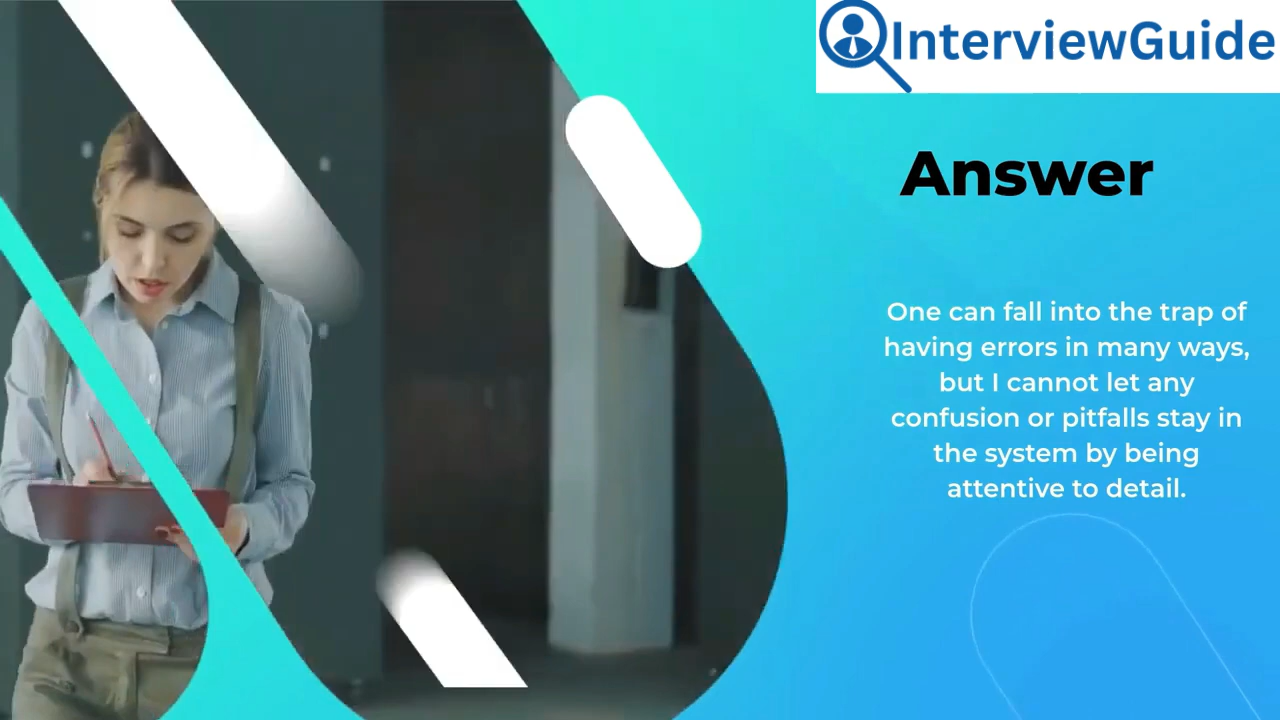 InterviewGuide
Answer
One can fall into the trap of
having errors in many ways,
but I cannot let any
confusion or pitfalls stay in
the system by being
attentive to detail.